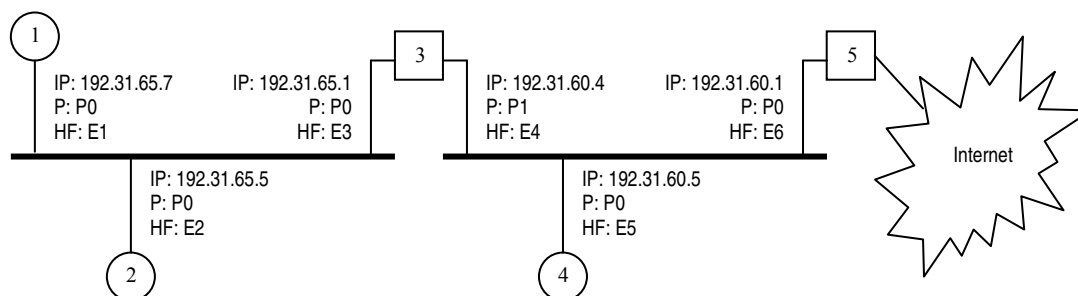 1
3
5
IP: 192.31.65.7
P: P0
HF: E1
IP: 192.31.65.1
P: P0
HF: E3
IP: 192.31.60.4
P: P1
HF: E4
IP: 192.31.60.1
P: P0
HF: E6
Internet
IP: 192.31.65.5
P: P0
HF: E2
IP: 192.31.60.5
P: P0
HF: E5
2
4